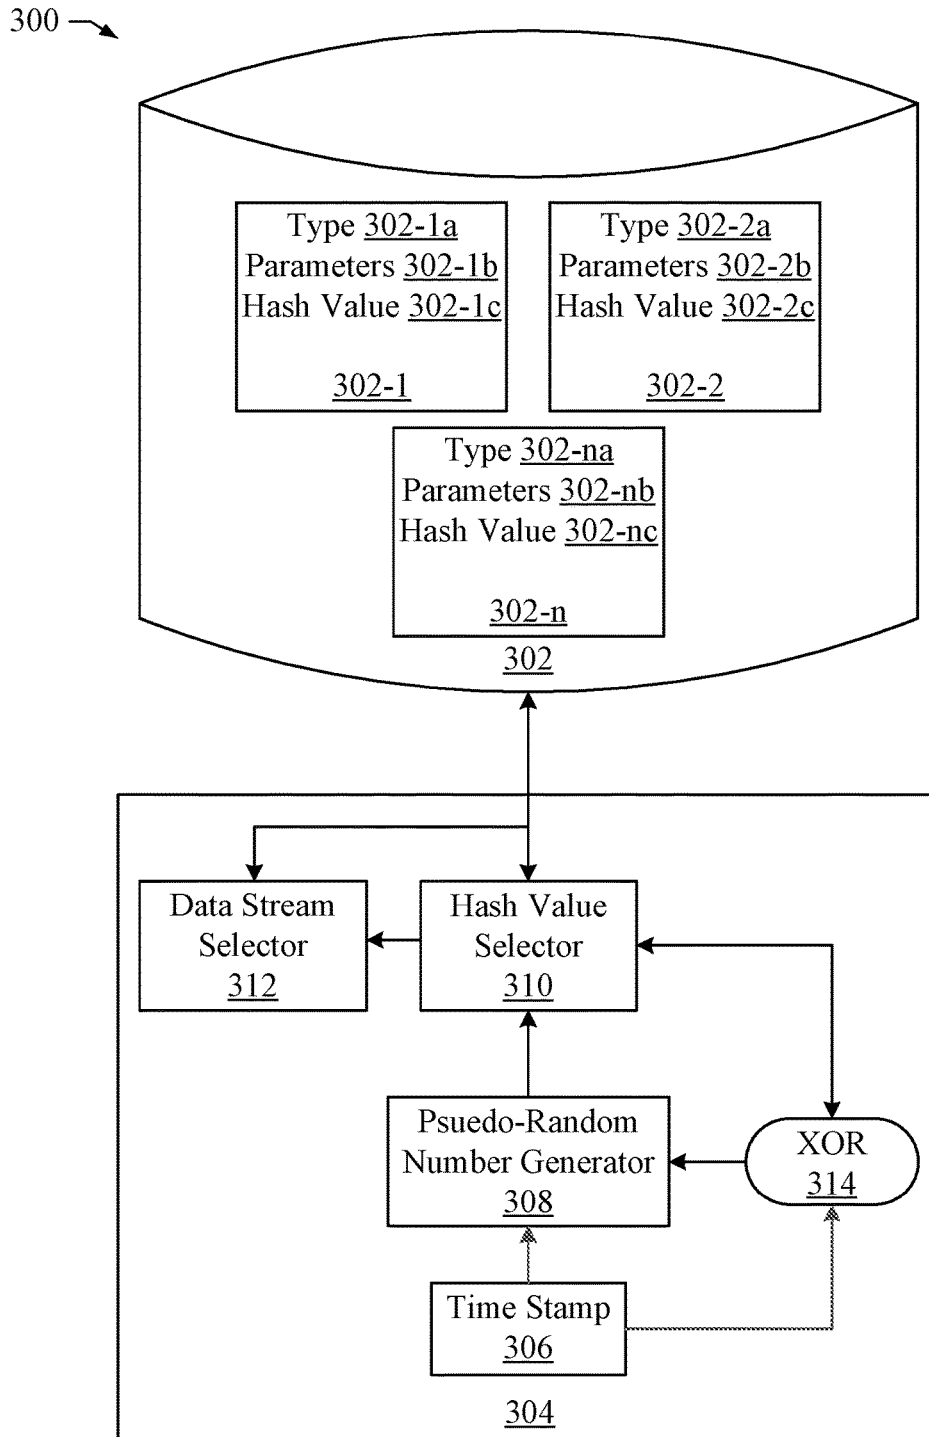 300
Type 302-1a
Parameters 302-1b
Hash Value 302-1c
302-1
Type 302-2a
Parameters 302-2b
Hash Value 302-2c
302-2
Type 302-na
Parameters 302-nb
Hash Value 302-nc
302-n
302
Data Stream
Selector
312
Hash Value
Selector
310
Psuedo-Random
Number Generator
308
XOR
314
Time Stamp
306
304